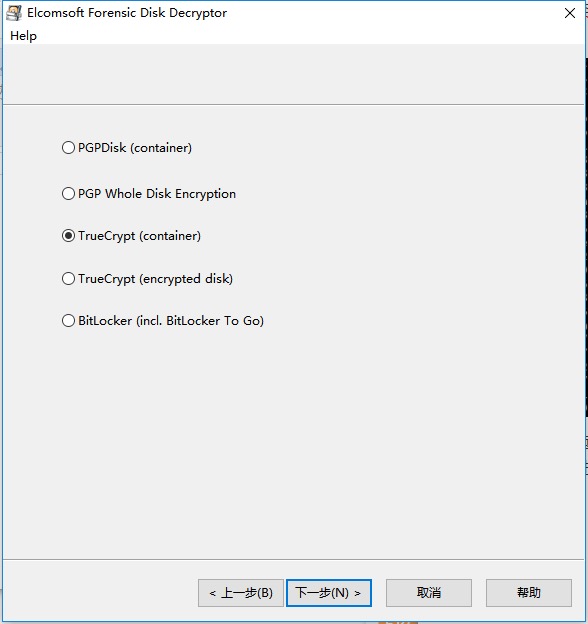 Elcomsoft Forensic Disk Decryptor
Help
PGPDisk (container)
PGP Whole Disk Encryption
TrueCrypt (container)
TrueCrypt (encrypted disk)
BitLocker (incl. BitLocker To Go)
< 上一步(B) 下一步(N) > 取消 帮助